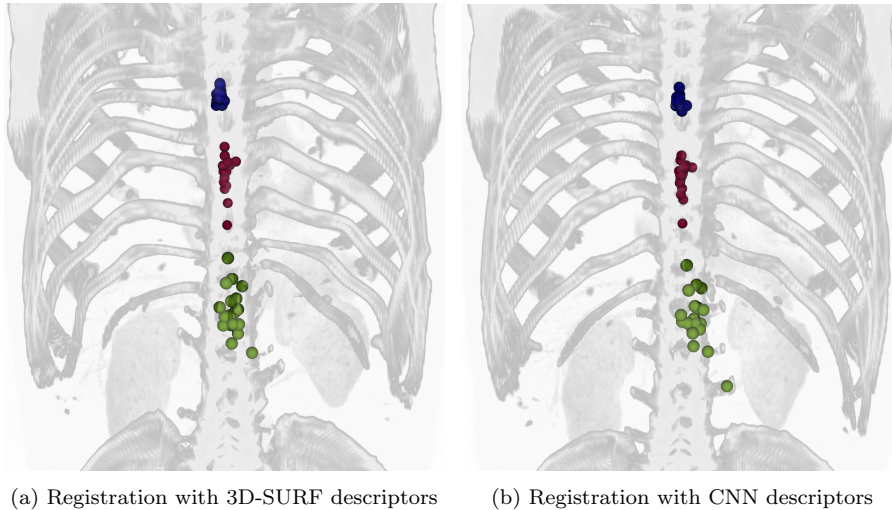 (a) Registration with 3D-SURF descriptors
(b) Registration with CNN descriptors